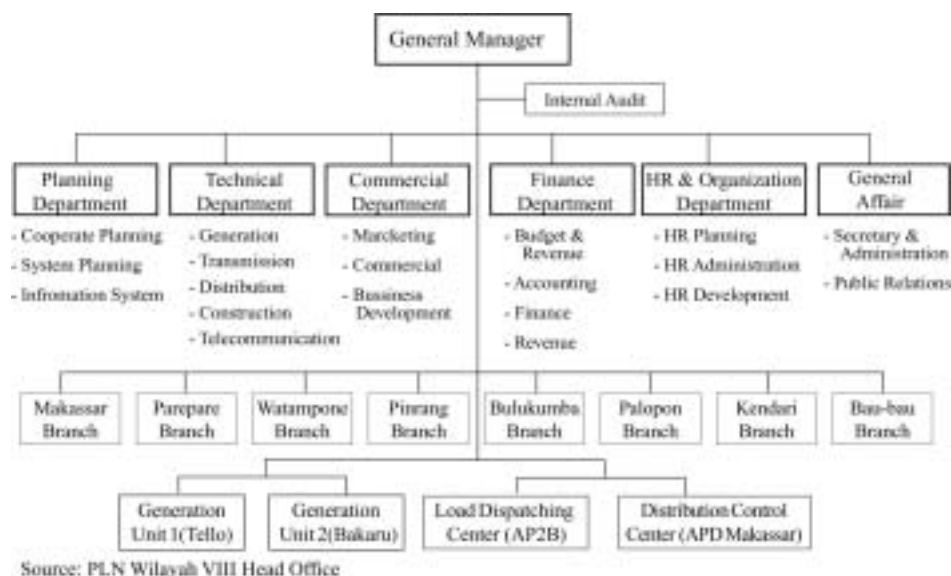 General Manager
Internal Audit
Planning
Department
Technical
Department
Commercial
Department
Finance
Department
HR & Organization
Department
General
Affair
- Cooperate Planning
- System Planning
- Infromation System
- Generation
- Transmission
- Distribution
- Construction
- Telecommunication
- Marcketing
- Commercial
- Bussiness
Development
- Budget &
Revenue
- Accounting
- Finance
- Revenue
- HR Planning
- HR Administration
- HR Development
- Secretary &
Administration
- Public Relations
Makassar
Branch
Parepare
Branch
Watampone
Branch
Pinrang
Branch
Bulukumba
Branch
Palopon
Branch
Kendari
Branch
Bau-bau
Branch
Generation
Unit 1(Tello)
Generation
Unit 2(Bakaru)
Load Dispatching
Center (AP2B)
Distribution Control
Center (APD Makassar)
Source: PLN Wilayah VIII Head Office